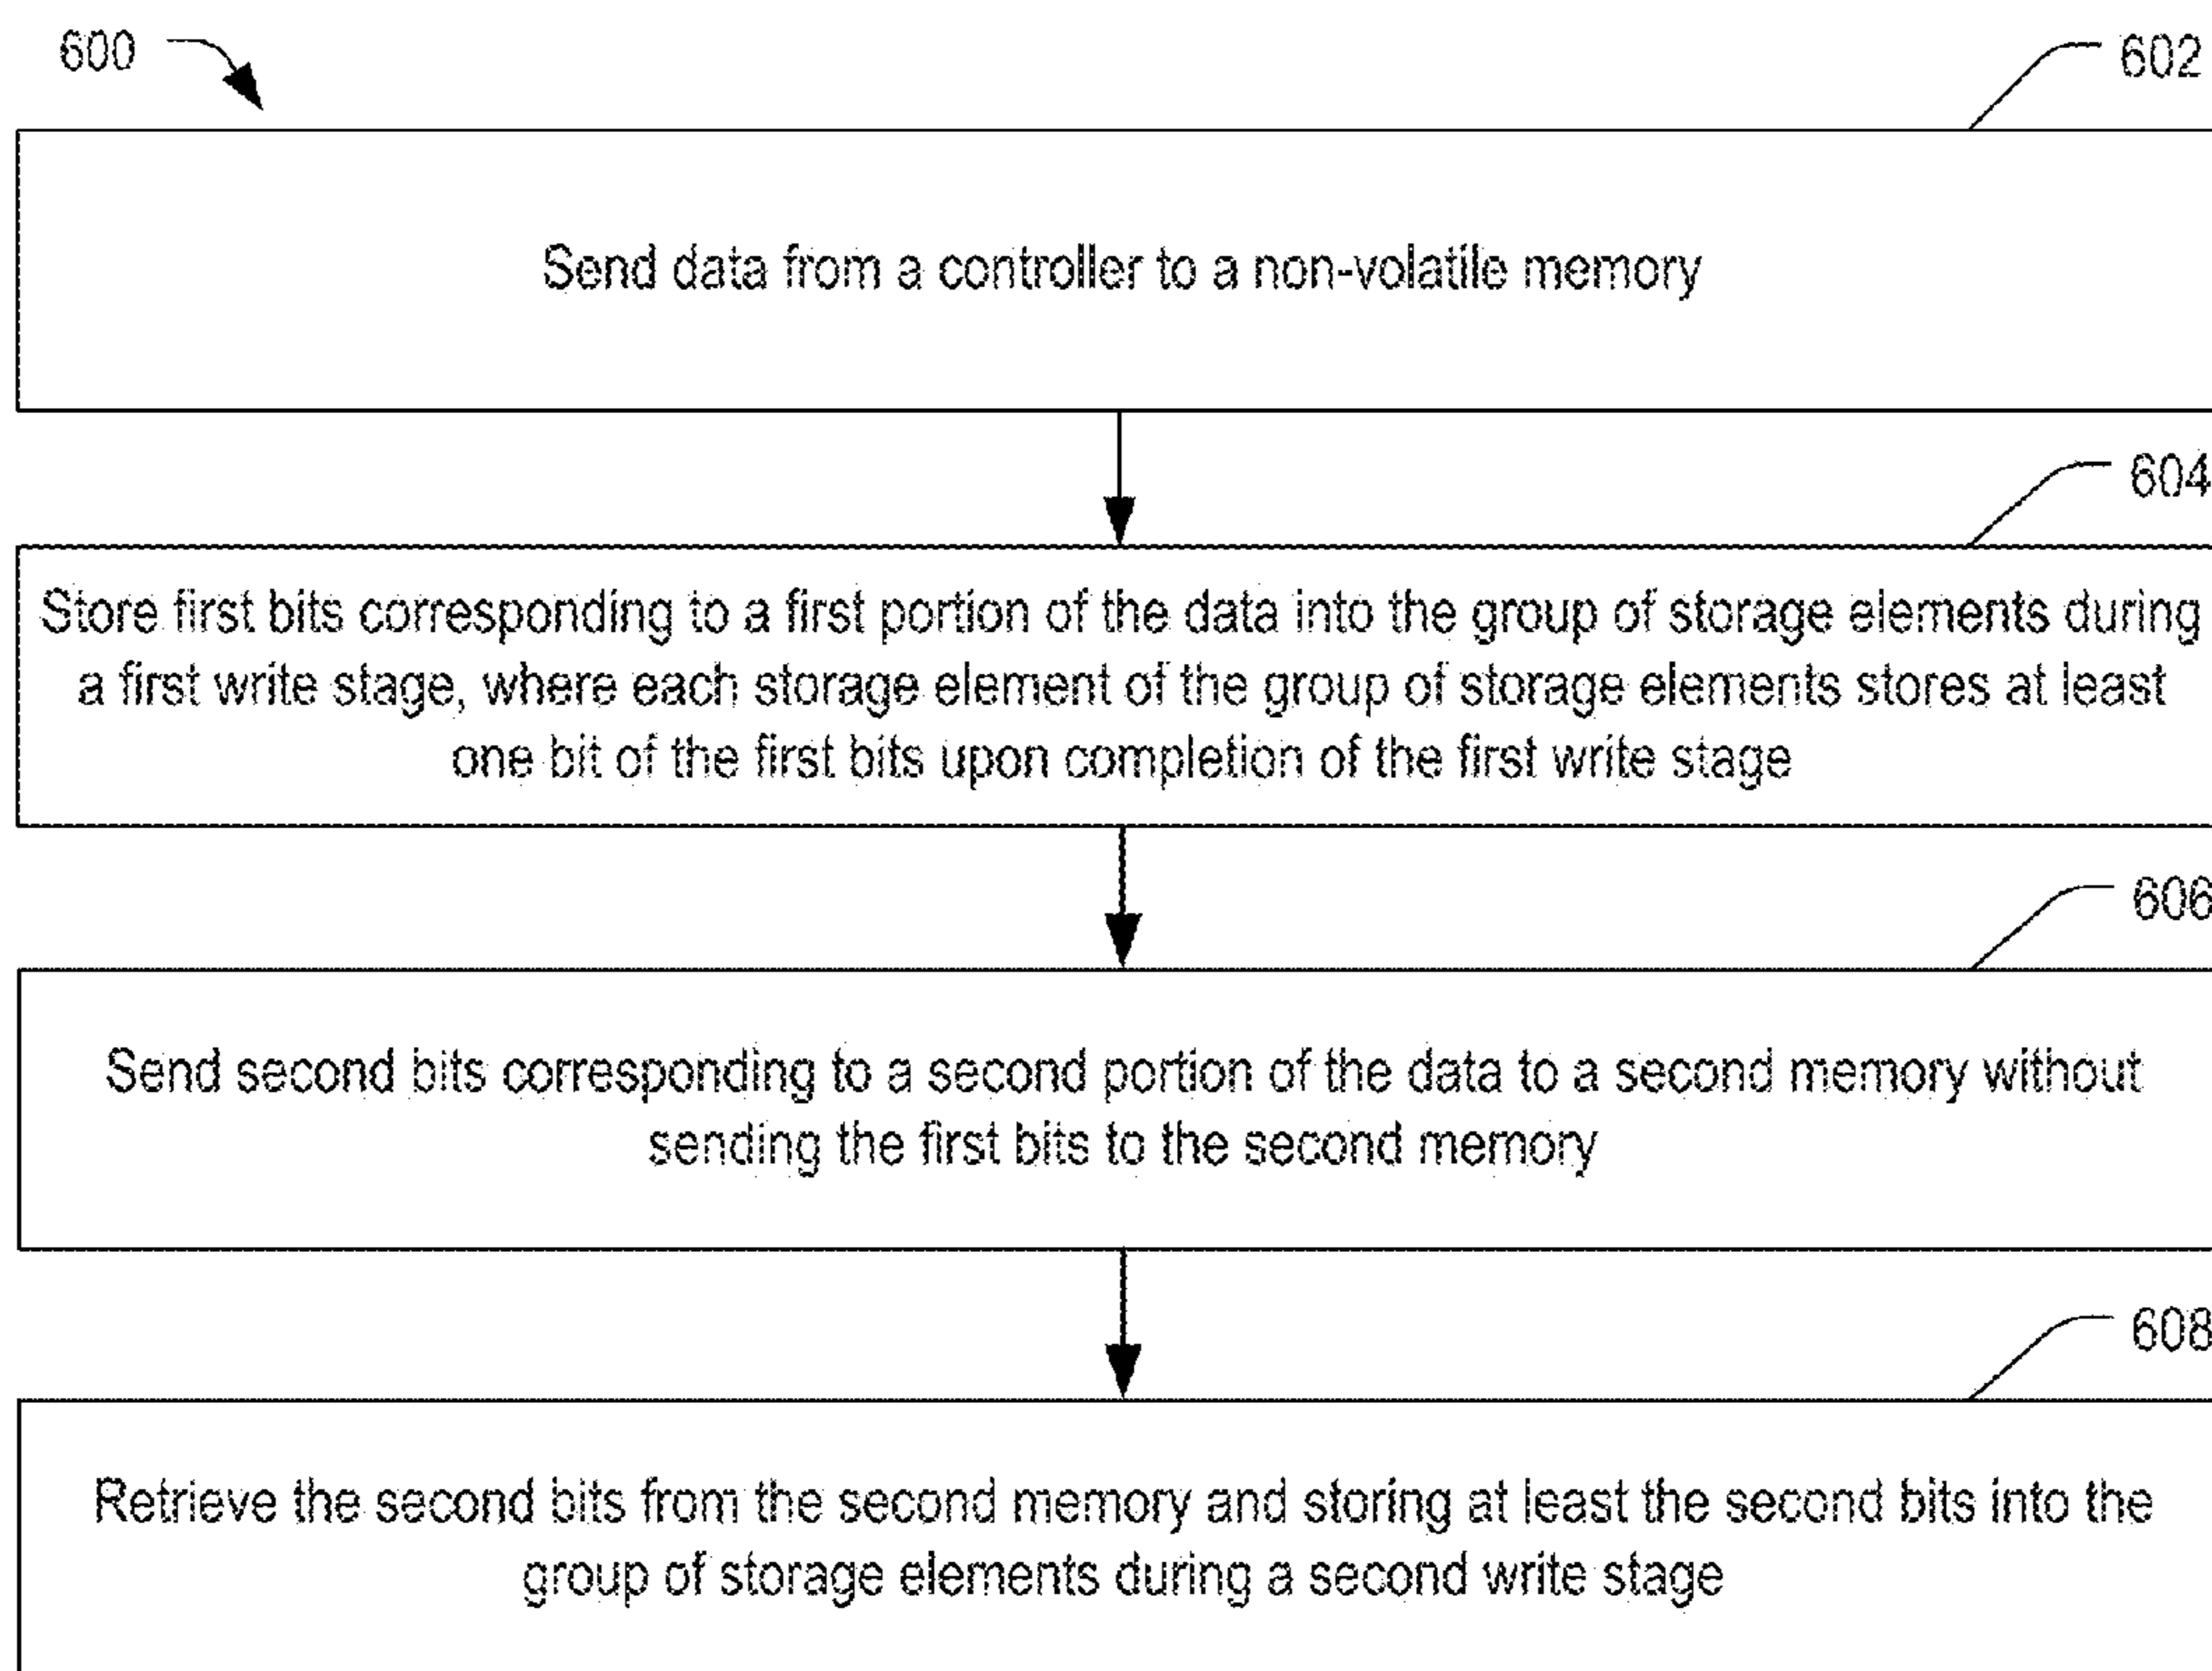 600
602
Send data from a controller to a non-volatile memory
604
Store first bits corresponding to a first portion of the data into the group of storage elements during
a first write stage, where each storage element of the group of storage elements stores at least
one bit of the first bits upon completion of the first write stage
606
Send second bits corresponding to a second portion of the data to a second memory without
sending the first bits to the second memory
608
Retrieve the second bits from the second memory and storing at least the second bits into the
group of storage elements during a second write stage